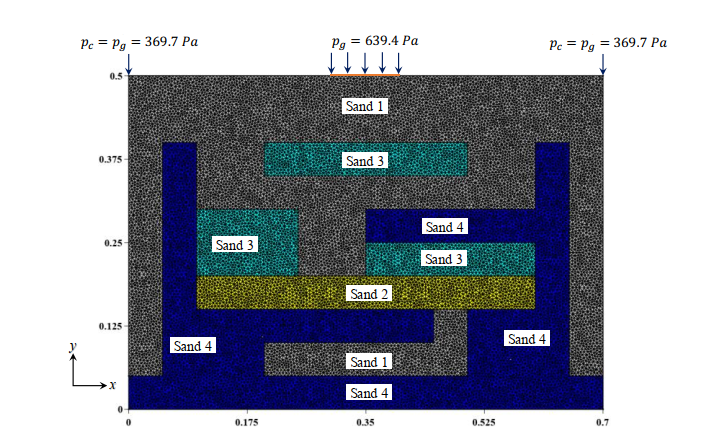 p_c = p_g = 369.7 Pa
p_g = 639.4 Pa
p_c = p_g = 369.7 Pa
0.5
Sand 1
0.375
Sand 3
Sand 4
0.25
Sand 3
Sand 3
Sand 2
0.125
Sand 4
Sand 4
y
Sand 1
x
Sand 4
0
0 0.175 0.35 0.525 0.7